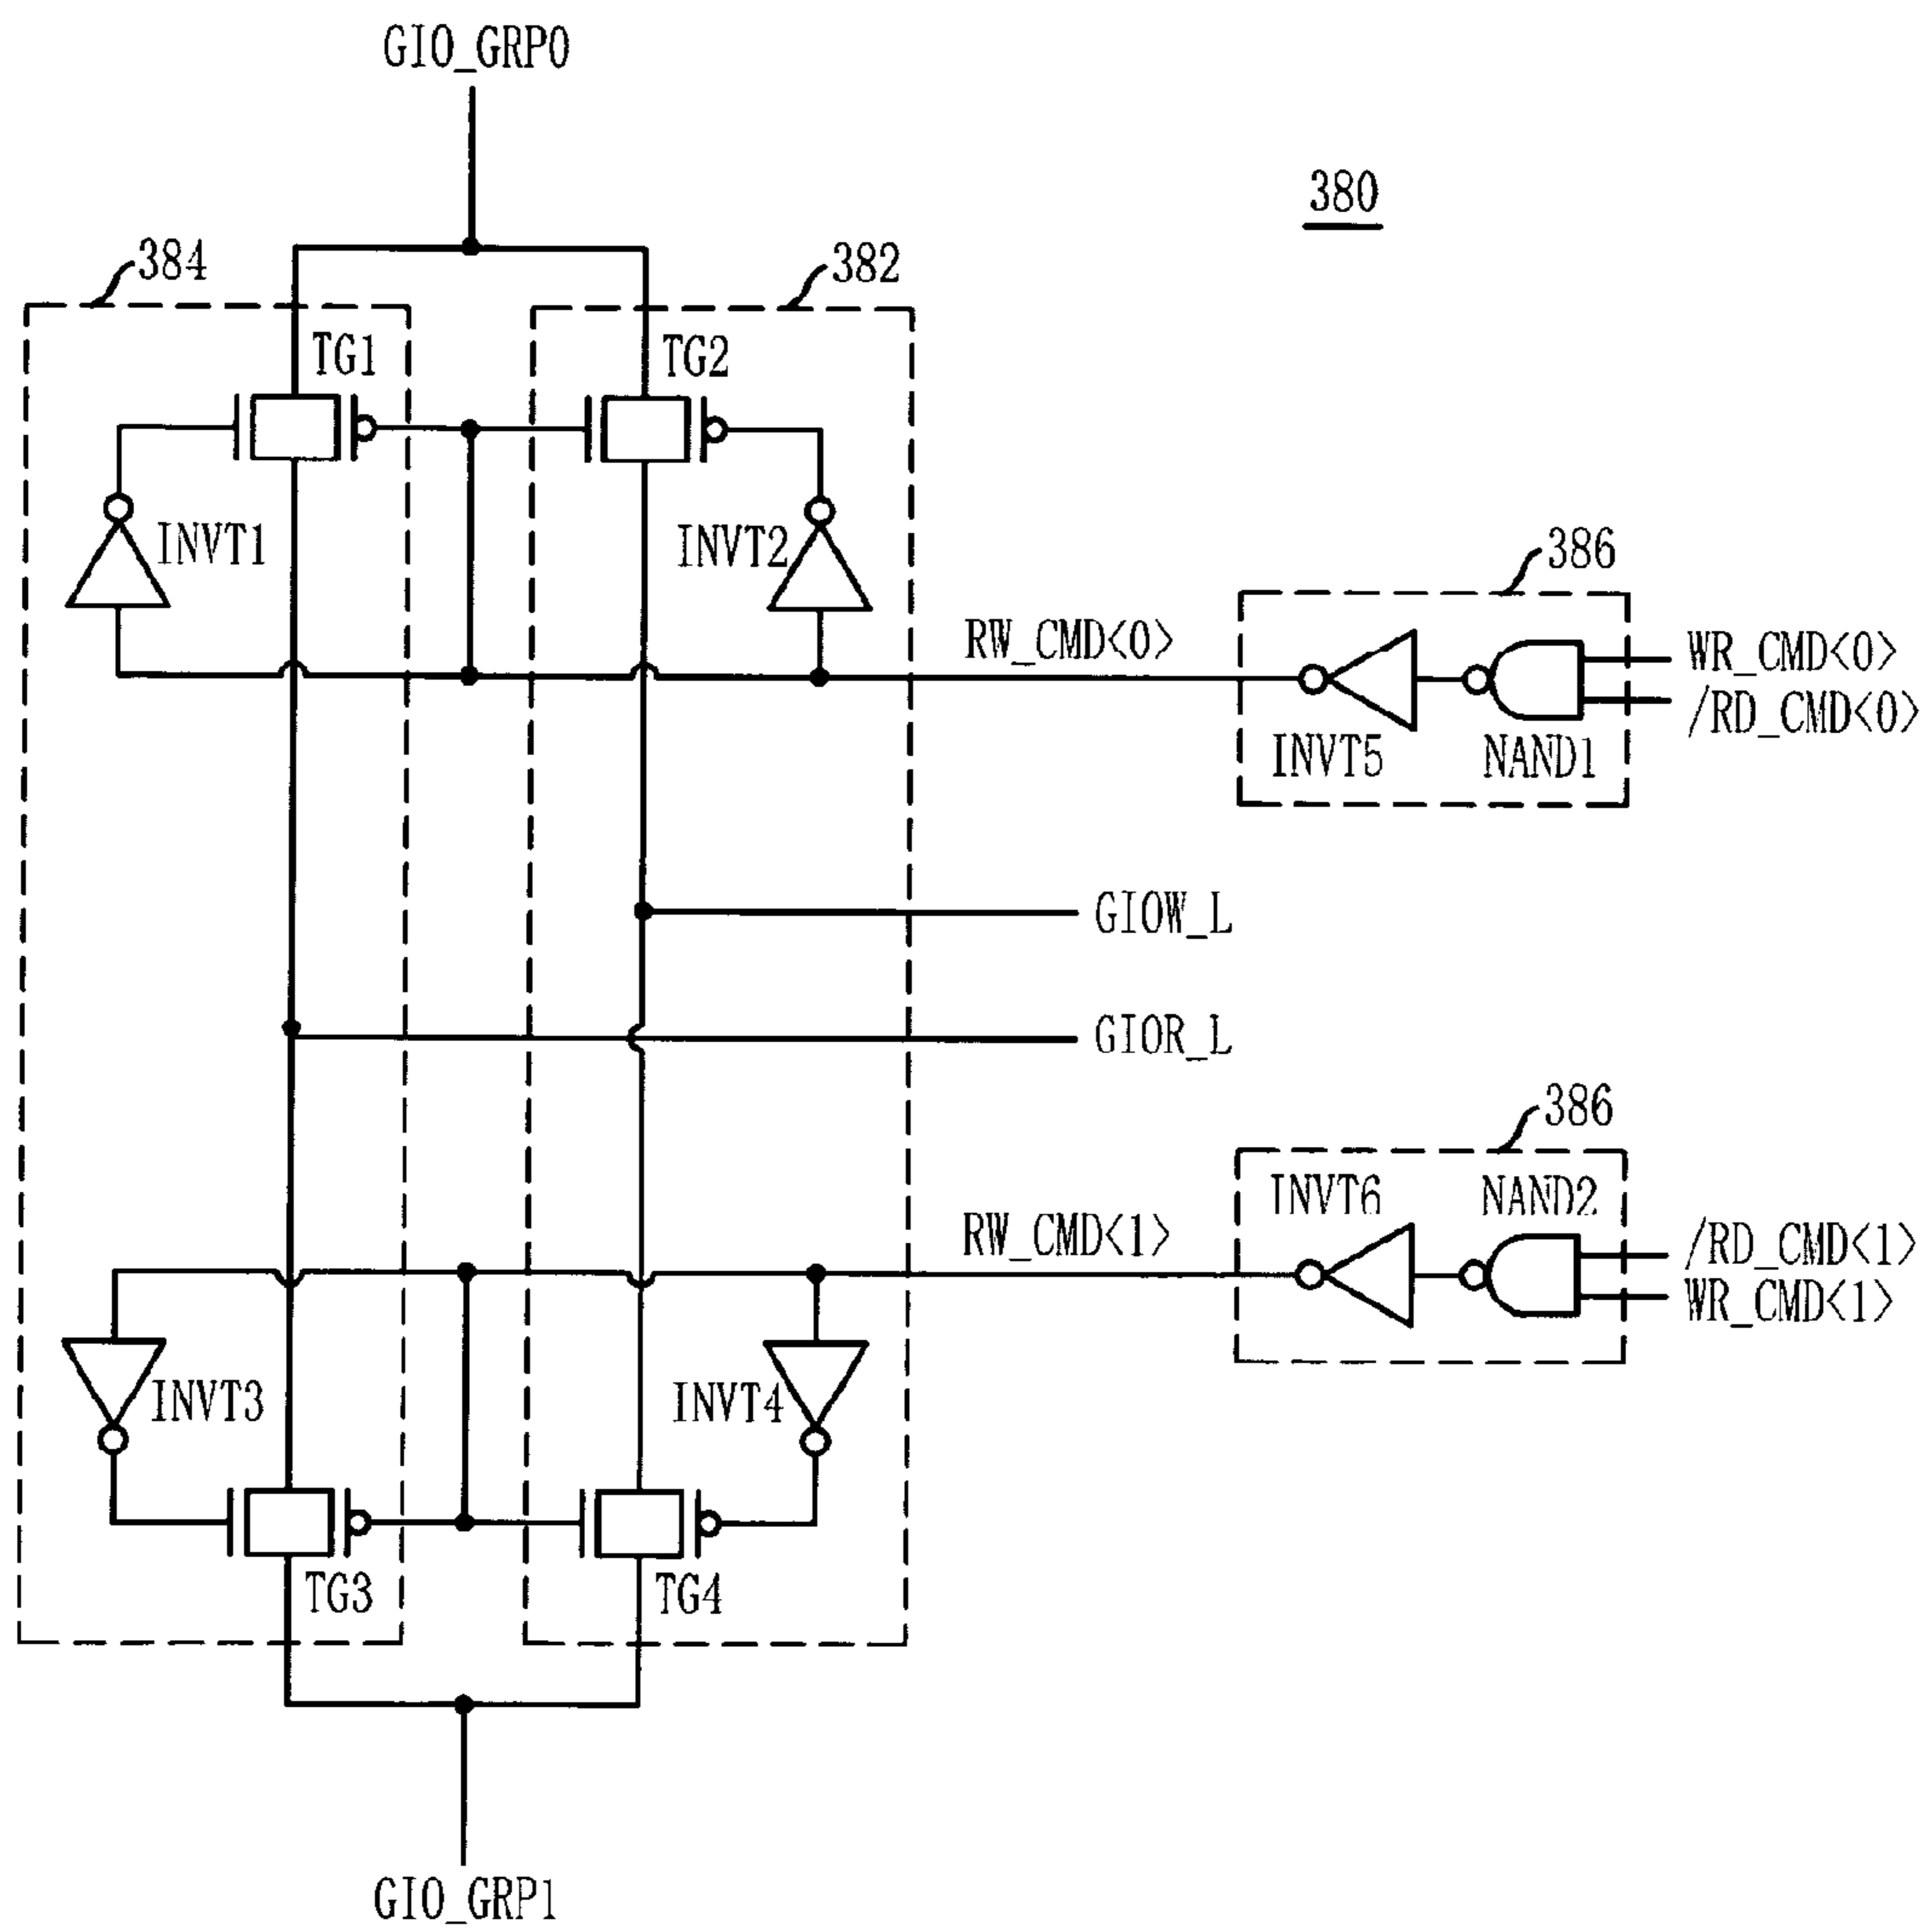 GIO_GRP0
380
384
382
TG1
TG2
INVT1
INVT2
386
RW_CMD<0>
WR_CMD<0>
/RD_CMD<0>
INVT5
NAND1
GIOW_L
GIOR_L
386
INVT6
NAND2
RW_CMD<1>
/RD_CMD<1>
WR_CMD<1>
INVT3
INVT4
TG3
TG4
GIO_GRP1